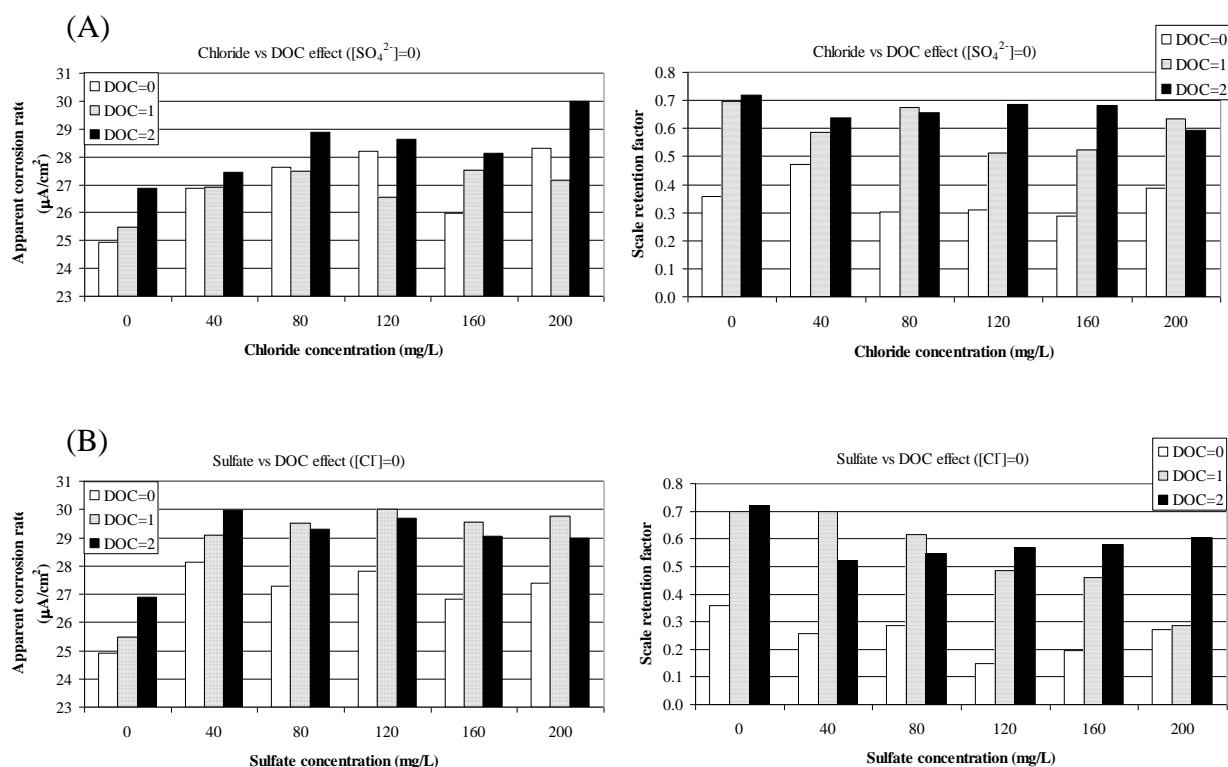 (A)
Chloride vs DOC effect ([SO₄²⁻]=0)
Apparent corrosion rate
(µA/cm²)
31
30
29
28
27
26
25
24
23
DOC=0
DOC=1
DOC=2
0 40 80 120 160 200
Chloride concentration (mg/L)
Chloride vs DOC effect ([SO₄²⁻]=0)
DOC=0
DOC=1
DOC=2
Scale retention factor
0.8
0.7
0.6
0.5
0.4
0.3
0.2
0.1
0.0
0 40 80 120 160 200
Chloride concentration (mg/L)
(B)
Sulfate vs DOC effect ([Cl⁻]=0)
Apparent corrosion rate
(µA/cm²)
31
30
29
28
27
26
25
24
23
DOC=0
DOC=1
DOC=2
0 40 80 120 160 200
Sulfate concentration (mg/L)
Sulfate vs DOC effect ([Cl⁻]=0)
DOC=0
DOC=1
DOC=2
Scale retention factor
0.8
0.7
0.6
0.5
0.4
0.3
0.2
0.1
0.0
0 40 80 120 160 200
Sulfate concentration (mg/L)